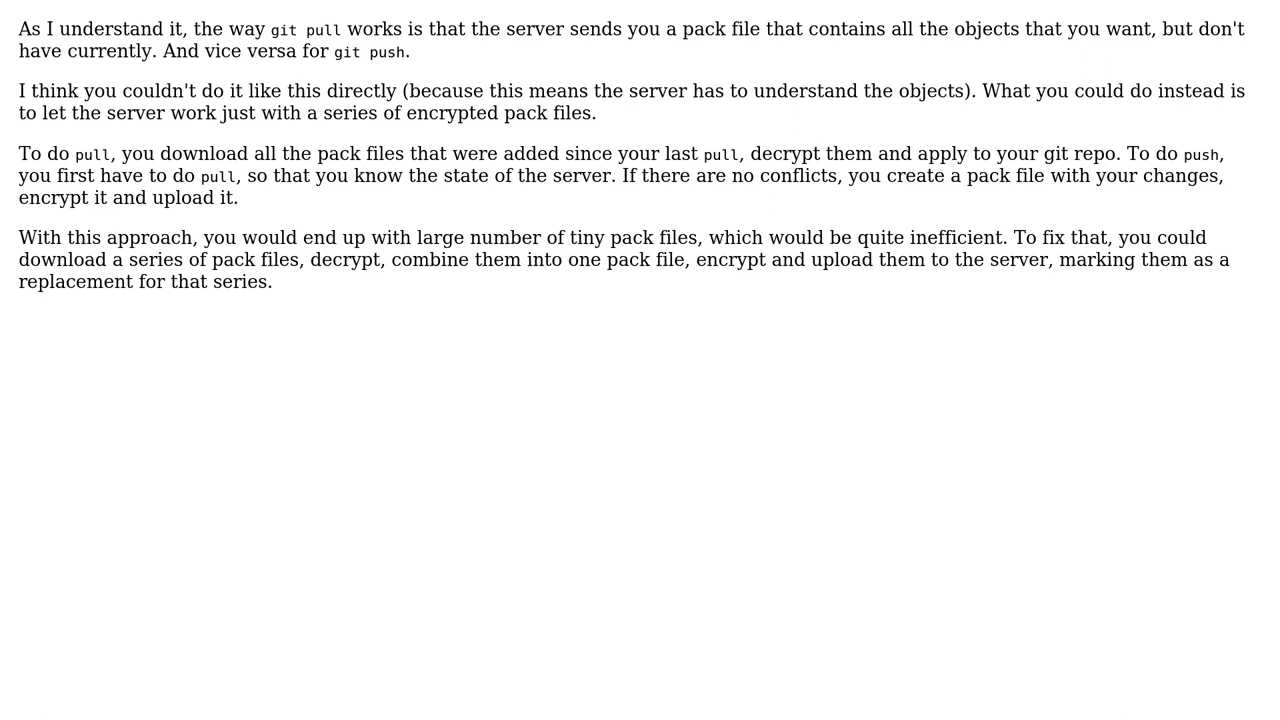 As I understand it, the way git pull works is that the server sends you a pack file that contains all the objects that you want, but don't
have currently. And vice versa for git push.
I think you couldn't do it like this directly (because this means the server has to understand the objects). What you could do instead is
to let the server work just with a series of encrypted pack files.
To do pull, you download all the pack files that were added since your last pull, decrypt them and apply to your git repo. To do push,
you first have to do pull, so that you know the state of the server. If there are no conflicts, you create a pack file with your changes,
encrypt it and upload it.
With this approach, you would end up with large number of tiny pack files, which would be quite inefficient. To fix that, you could
download a series of pack files, decrypt, combine them into one pack file, encrypt and upload them to the server, marking them as a
replacement for that series.